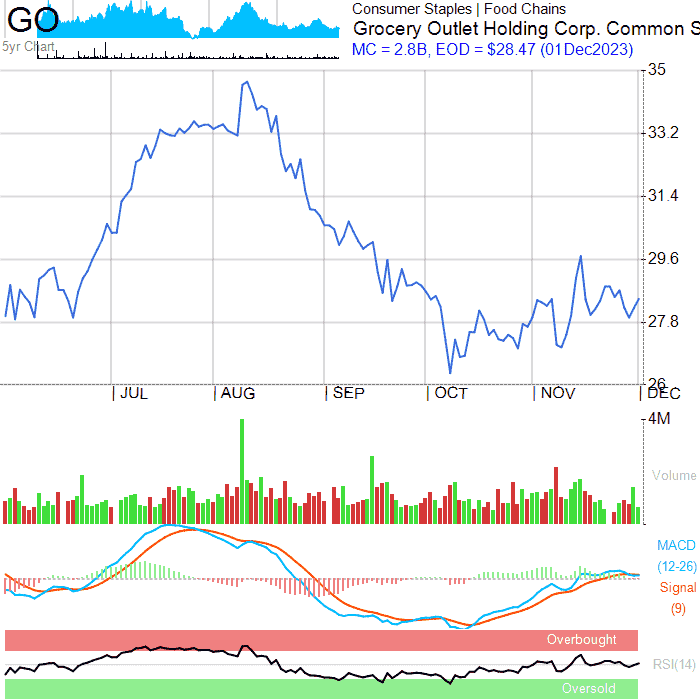 GO
5yr Chart
Consumer Staples | Food Chains
Grocery Outlet Holding Corp. Common S
MC = 2.8B, EOD = $28.47 (01Dec2023)
35
33.2
31.4
29.6
27.8
26
| JUL | AUG | SEP | OCT | NOV | DEC
4M
Volume
MACD
(12-26)
Signal
(9)
Overbought
RSI(14)
Oversold